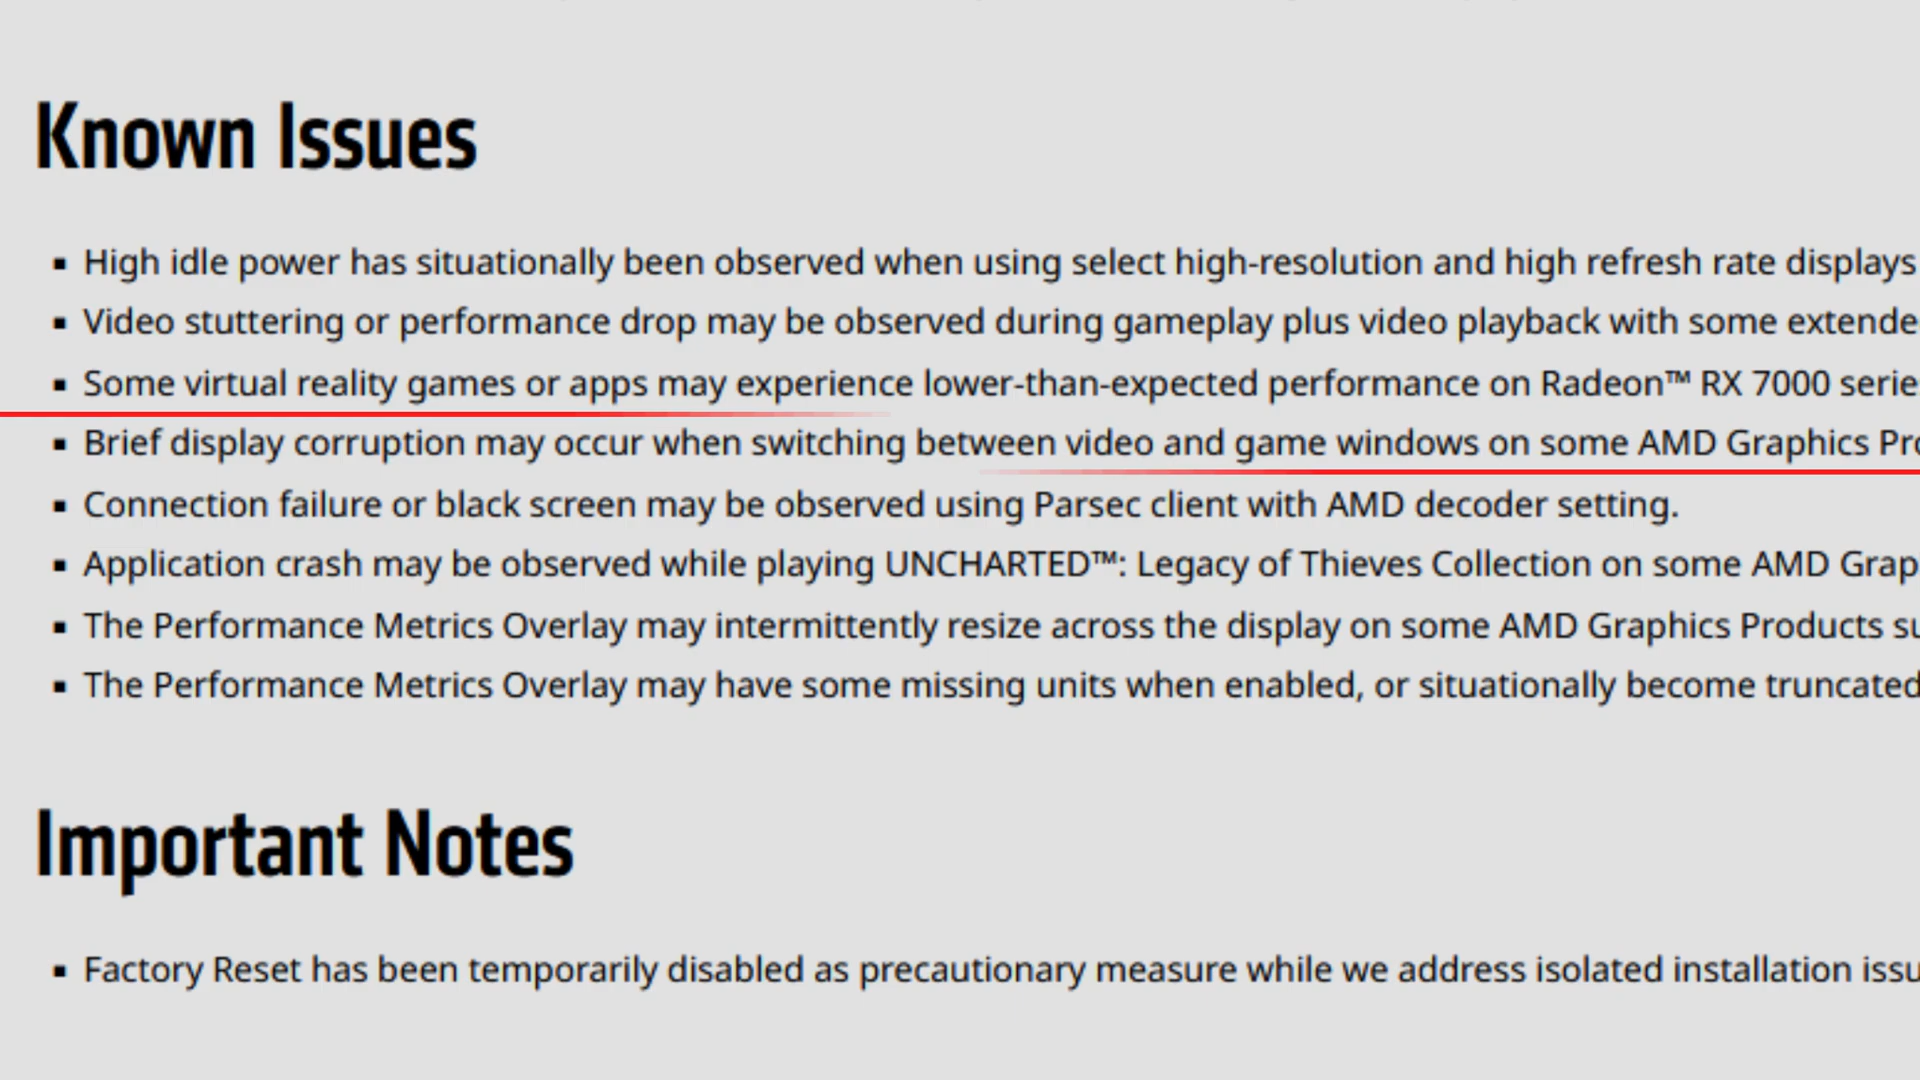 Known Issues
▪ High idle power has situationally been observed when using select high-resolution and high refresh rate displays
▪ Video stuttering or performance drop may be observed during gameplay plus video playback with some extende
▪ Some virtual reality games or apps may experience lower-than-expected performance on Radeon™ RX 7000 serie
▪ Brief display corruption may occur when switching between video and game windows on some AMD Graphics Pro
▪ Connection failure or black screen may be observed using Parsec client with AMD decoder setting.
▪ Application crash may be observed while playing UNCHARTED™: Legacy of Thieves Collection on some AMD Grap
▪ The Performance Metrics Overlay may intermittently resize across the display on some AMD Graphics Products su
▪ The Performance Metrics Overlay may have some missing units when enabled, or situationally become truncated
Important Notes
▪ Factory Reset has been temporarily disabled as precautionary measure while we address isolated installation issu